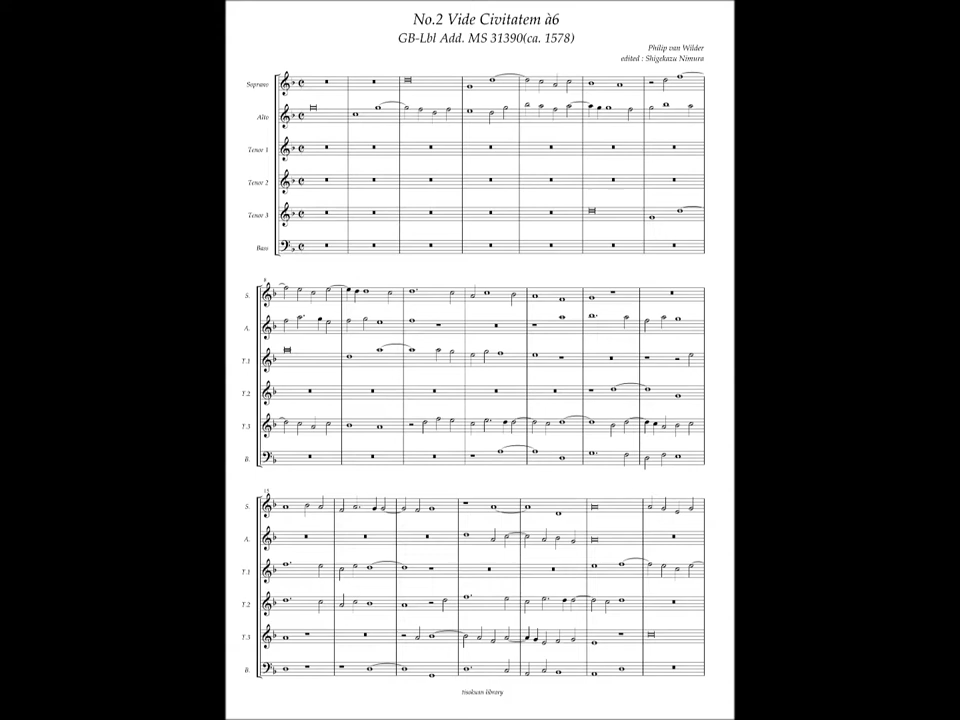 No.2 Vide Civitatem à6
GB-Lbl Add. MS 31390(ca. 1578)
Philip van Wilder
edited : Shigekazu Nimura
Soprano
Alto
Tenor 1
Tenor 2
Tenor 3
Bass
8
S.
A.
T.1
T.2
T.3
B.
15
S.
A.
T.1
T.2
T.3
B.
tsukuan library